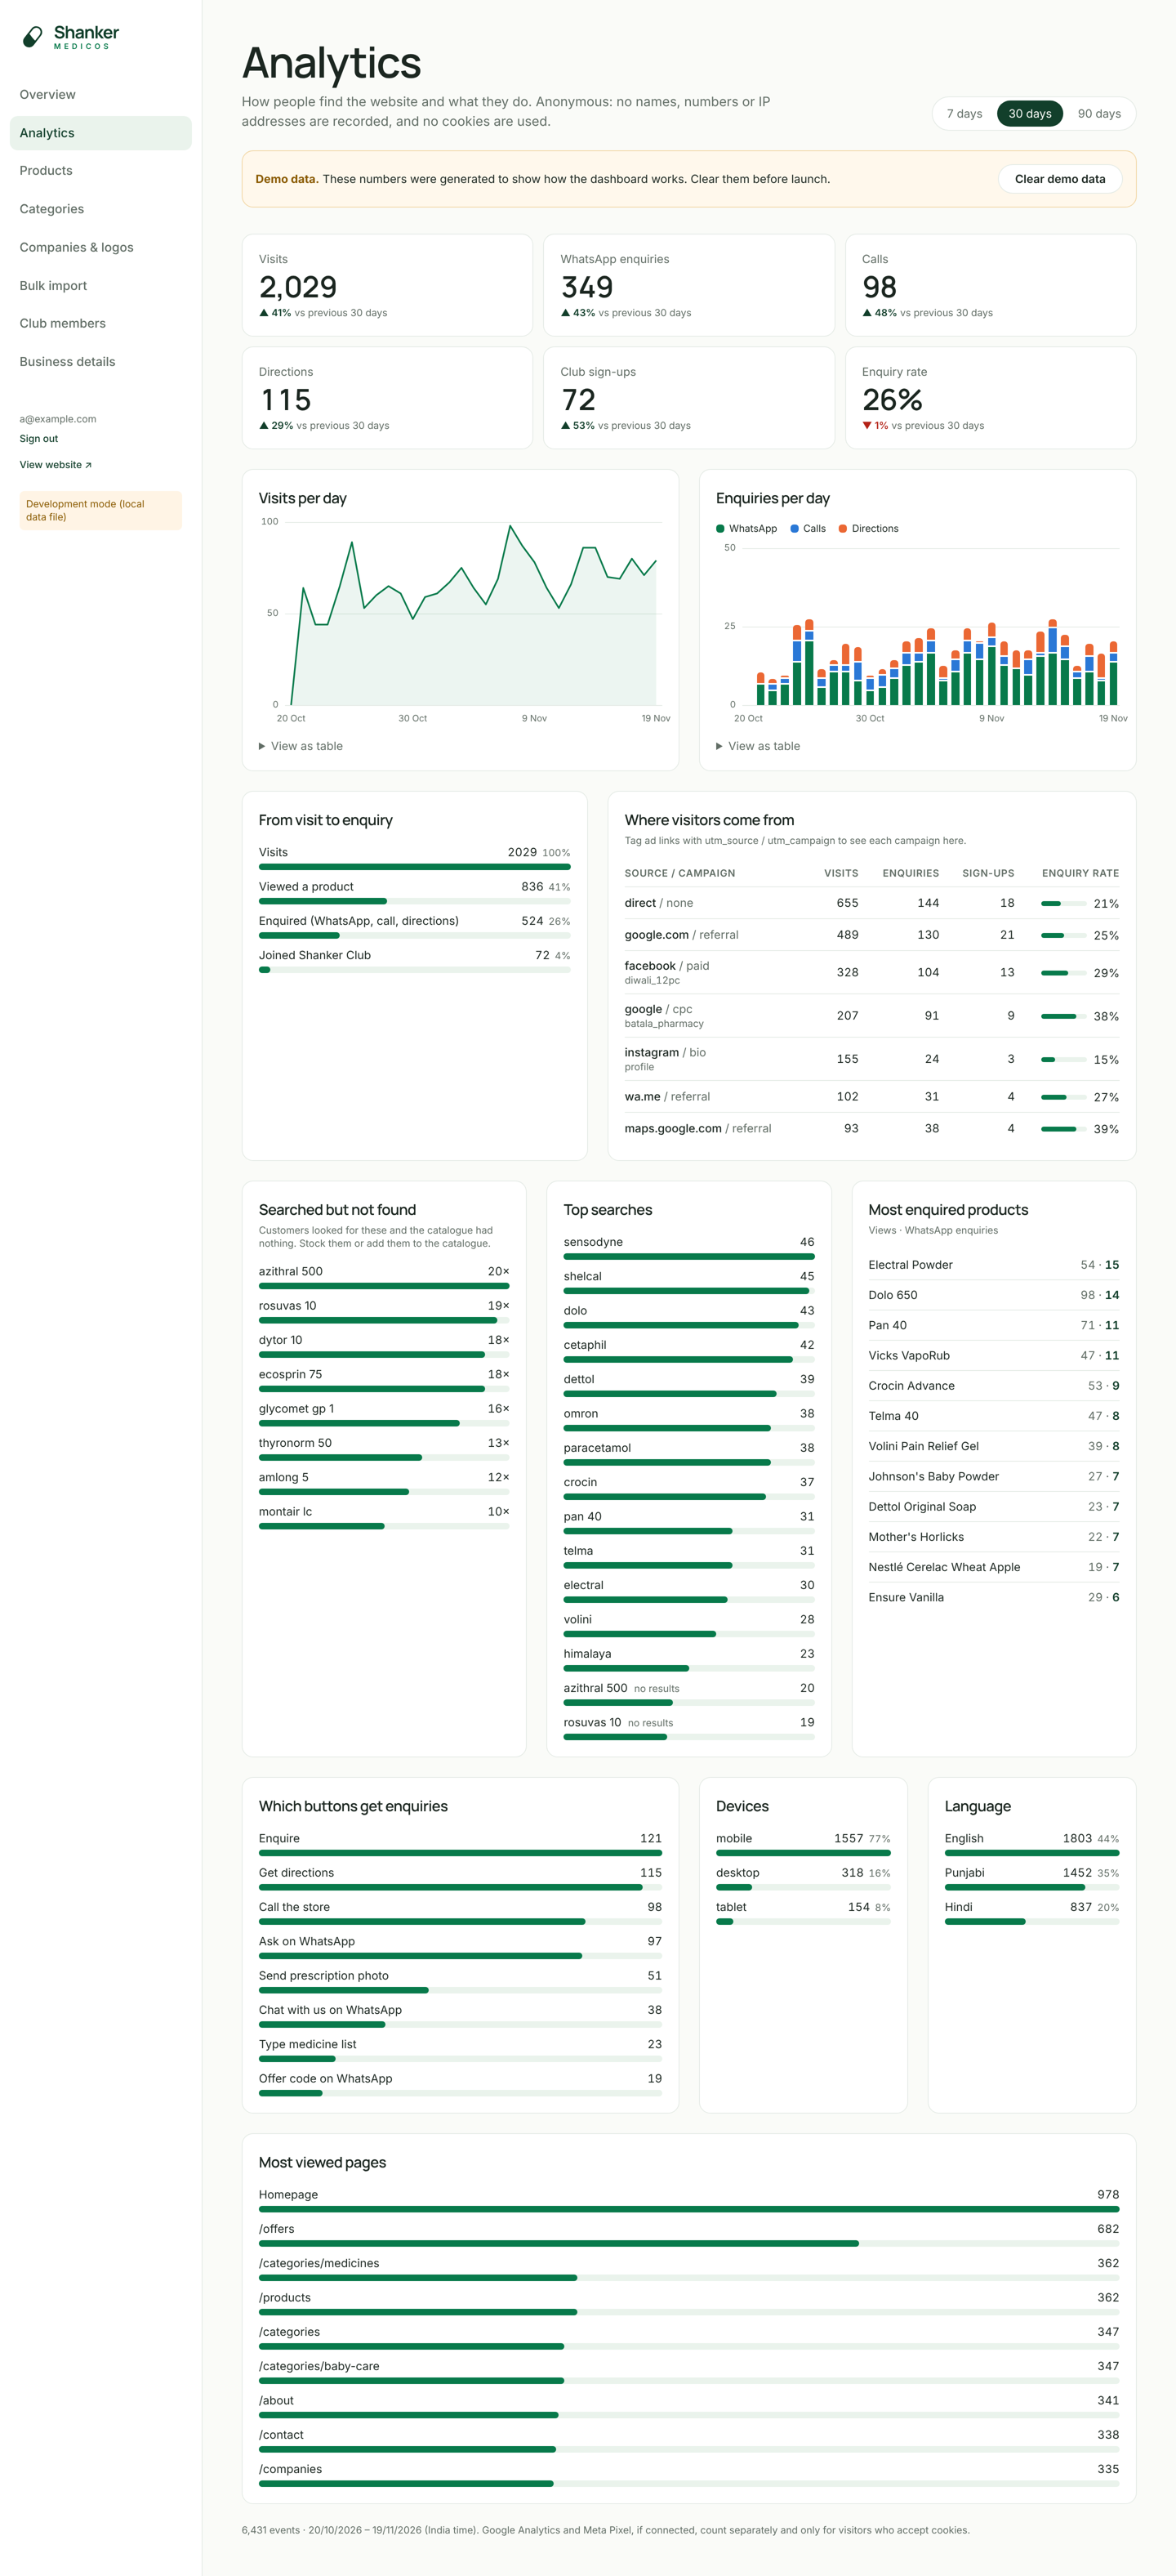 Shanker
MEDICOS
Overview
Analytics
Products
Categories
Companies & logos
Bulk import
Club members
Business details
a@example.com
Sign out
View website ↗
Development mode (local
data file)
Analytics
How people find the website and what they do. Anonymous: no names, numbers or IP
addresses are recorded, and no cookies are used.
7 days 30 days 90 days
Demo data. These numbers were generated to show how the dashboard works. Clear them before launch.
Clear demo data
Visits
2,029
▲ 41% vs previous 30 days
WhatsApp enquiries
349
▲ 43% vs previous 30 days
Calls
98
▲ 48% vs previous 30 days
Directions
115
▲ 29% vs previous 30 days
Club sign-ups
72
▲ 53% vs previous 30 days
Enquiry rate
26%
▼ 1% vs previous 30 days
Visits per day
100
50
0
20 Oct 30 Oct 9 Nov 19 Nov
▶ View as table
Enquiries per day
WhatsApp Calls Directions
50
25
0
20 Oct 30 Oct 9 Nov 19 Nov
▶ View as table
From visit to enquiry
Visits 2029 100%
Viewed a product 836 41%
Enquired (WhatsApp, call, directions) 524 26%
Joined Shanker Club 72 4%
Where visitors come from
Tag ad links with utm_source / utm_campaign to see each campaign here.
SOURCE / CAMPAIGN VISITS ENQUIRIES SIGN-UPS ENQUIRY RATE
direct / none 655 144 18 21%
google.com / referral 489 130 21 25%
facebook / paid 328 104 13 29%
diwali_12pc
google / cpc 207 91 9 38%
batala_pharmacy
instagram / bio 155 24 3 15%
profile
wa.me / referral 102 31 4 27%
maps.google.com / referral 93 38 4 39%
Searched but not found
Customers looked for these and the catalogue had
nothing. Stock them or add them to the catalogue.
azithral 500 20×
rosuvas 10 19×
dytor 10 18×
ecosprin 75 18×
glycomet gp 1 16×
thyronorm 50 13×
amlong 5 12×
montair lc 10×
Top searches
sensodyne 46
shelcal 45
dolo 43
cetaphil 42
dettol 39
omron 38
paracetamol 38
crocin 37
pan 40 31
telma 31
electral 30
volini 28
himalaya 23
azithral 500 no results 20
rosuvas 10 no results 19
Most enquired products
Views · WhatsApp enquiries
Electral Powder 54 · 15
Dolo 650 98 · 14
Pan 40 71 · 11
Vicks VapoRub 47 · 11
Crocin Advance 53 · 9
Telma 40 47 · 8
Volini Pain Relief Gel 39 · 8
Johnson's Baby Powder 27 · 7
Dettol Original Soap 23 · 7
Mother's Horlicks 22 · 7
Nestlé Cerelac Wheat Apple 19 · 7
Ensure Vanilla 29 · 6
Which buttons get enquiries
Enquire 121
Get directions 115
Call the store 98
Ask on WhatsApp 97
Send prescription photo 51
Chat with us on WhatsApp 38
Type medicine list 23
Offer code on WhatsApp 19
Devices
mobile 1557 77%
desktop 318 16%
tablet 154 8%
Language
English 1803 44%
Punjabi 1452 35%
Hindi 837 20%
Most viewed pages
Homepage 978
/offers 682
/categories/medicines 362
/products 362
/categories 347
/categories/baby-care 347
/about 341
/contact 338
/companies 335
6,431 events · 20/10/2026 – 19/11/2026 (India time). Google Analytics and Meta Pixel, if connected, count separately and only for visitors who accept cookies.